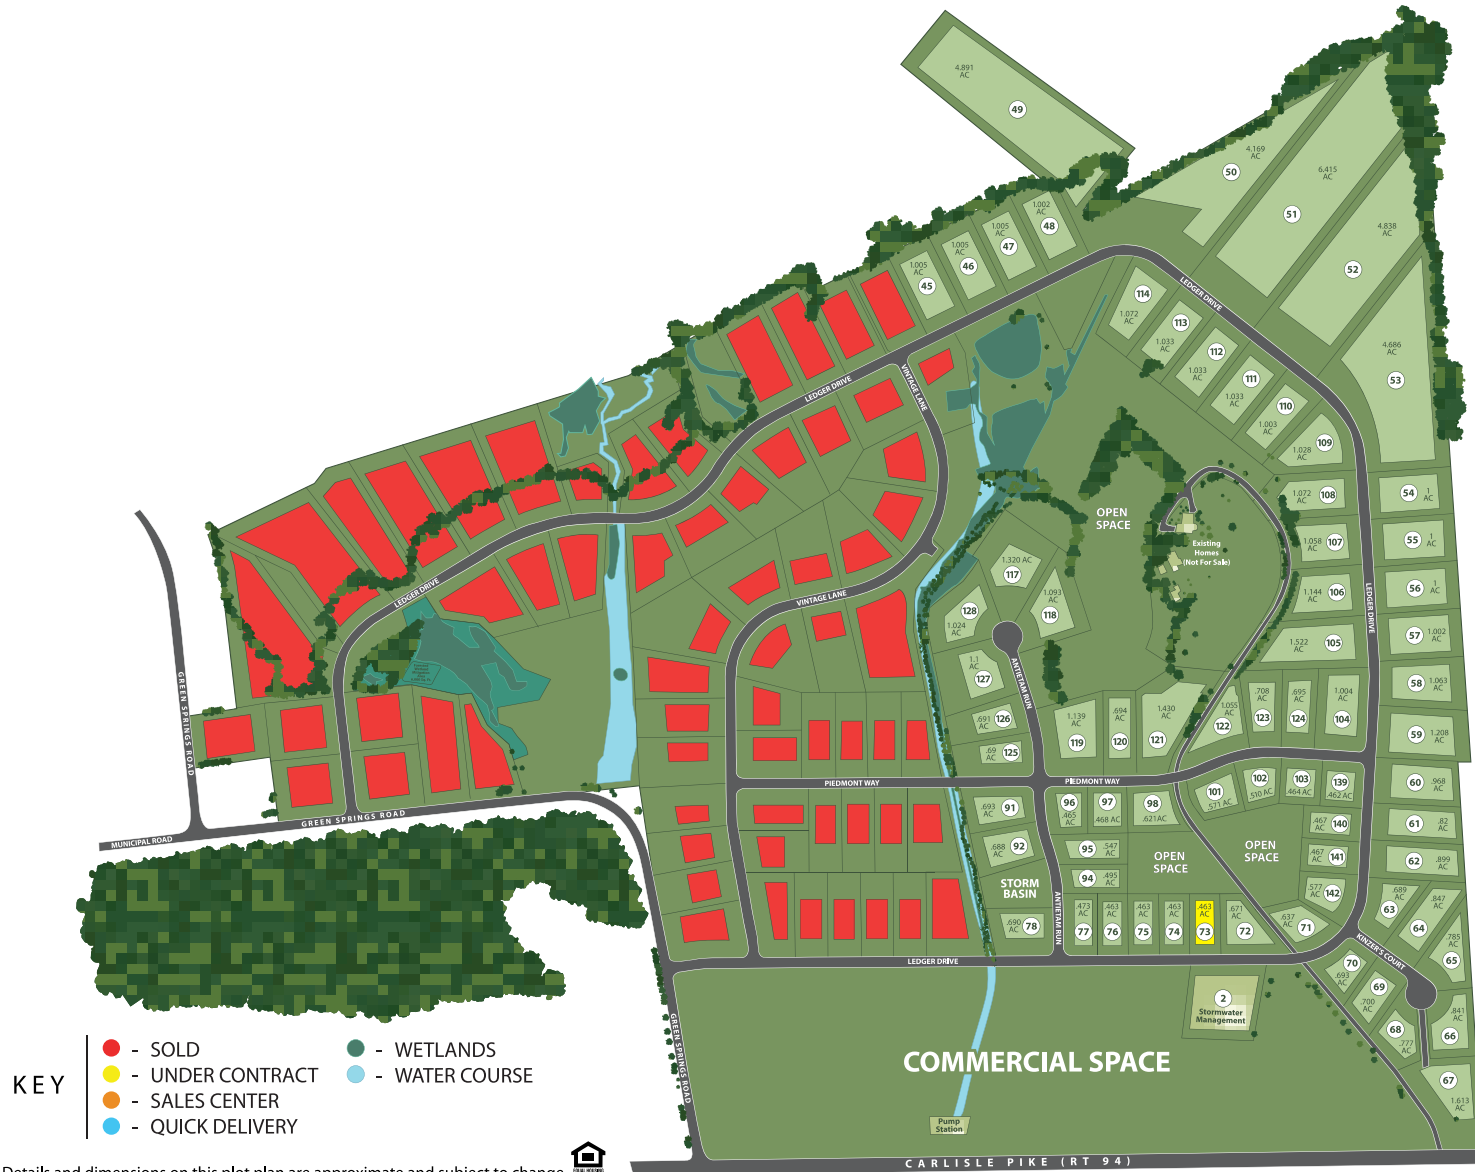 4.891
AC
49
4.169
AC
50
6.415
AC
51
4.838
AC
52
4.686
AC
53
1.002
AC
48
1.005
AC
47
1.005
AC
46
1.005
AC
45
LEDGER DRIVE
114
1.072
AC
113
1.033
AC
112
1.033
AC
111
1.033
AC
110
1.003
AC
109
1.028
AC
108
1.072
AC
107
1.058
AC
106
1.144
AC
105
1.522
AC
54
1
AC
55
1
AC
56
1
AC
57
1.002
AC
58
1.063
AC
59
1.208
AC
60
.968
AC
61
.82
AC
62
.899
AC
LEDGER DRIVE
LEDGER DRIVE
VINTAGE LANE
OPEN
SPACE
Existing
Homes
(Not For Sale)
1.320 AC
117
1.093
AC
118
128
1.024
AC
1.1
AC
127
.691
AC
126
.69
AC
125
ANTIETAM RUN
1.139
AC
119
.694
AC
120
1.430
AC
121
1.055
AC
122
.708
AC
123
.695
AC
124
1.004
AC
104
LEDGER DRIVE
VINTAGE LANE
GREEN SPRINGS ROAD
PIEDMONT WAY
PIEDMONT WAY
MUNICIPAL ROAD
GREEN SPRINGS ROAD
.693
AC
91
.688
AC
92
STORM
BASIN
.690
AC
78
96
.465
AC
97
.468 AC
98
.621AC
95
.547
AC
94
.495
AC
101
.571 AC
102
.510 AC
103
.464 AC
139
.462 AC
.467
AC
140
.467
AC
141
.577
AC
142
OPEN
SPACE
OPEN
SPACE
ANTIETAM RUN
.473
AC
77
.463
AC
76
.463
AC
75
.463
AC
74
.463
AC
73
.671
AC
72
.637
AC
71
.689
AC
63
.847
AC
64
.785
AC
65
KINZER'S COURT
LEDGER DRIVE
70
.693
AC
69
.700
AC
68
.777
AC
.841
AC
66
67
1.613
AC
2
Stormwater
Management
GREEN SPRINGS ROAD
COMMERCIAL SPACE
Pump
Station
CARLISLE PIKE (RT 94)
KEY
- SOLD
- UNDER CONTRACT
- SALES CENTER
- QUICK DELIVERY
- WETLANDS
- WATER COURSE
Details and dimensions on this plot plan are approximate and subject to change.
EQUAL HOUSING